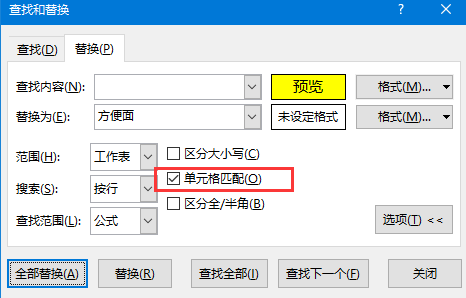 查找和替换
?
查找(D) 替换(P)
查找内容(N): 预览 格式(M)...
替换为(E): 方便面 未设定格式 格式(M)...
范围(H): 工作表 区分大小写(C)
搜索(S): 按行 单元格匹配(O)
查找范围(L): 公式 区分全/半角(B)
选项(T) <<
全部替换(A) 替换(R) 查找全部(I) 查找下一个(F) 关闭